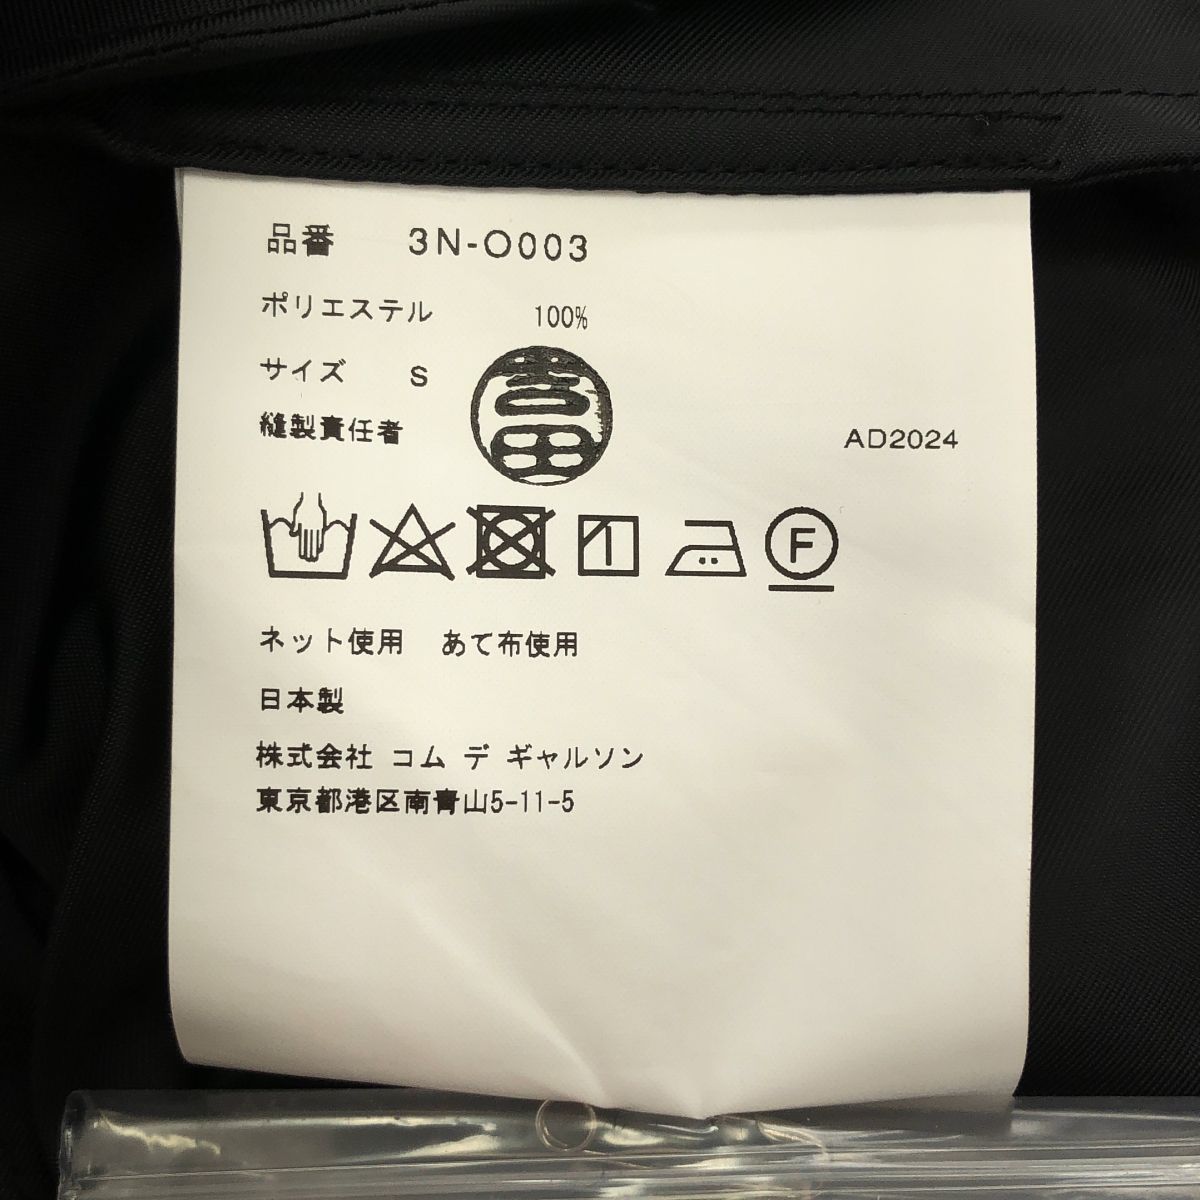 品番 3N-O003
ポリエステル 100%
サイズ S
縫製責任者 吉田
AD2024
F
ネット使用 あて布使用
日本製
株式会社 コム デ ギャルソン
東京都港区南青山5-11-5